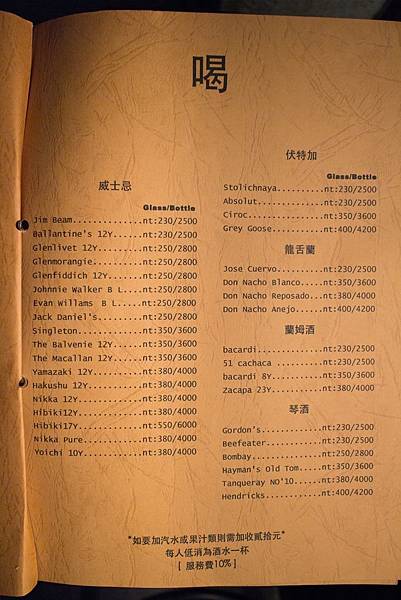 喝
威士忌
Glass/Bottle
Jim Beam..............nt:230/2500
Ballantine's 12Y......nt:230/2500
Glenlivet 12Y.........nt:250/2800
Glenmorangie..........nt:250/2800
Glenfiddich 12Y.......nt:250/2800
Johnnie Walker B L....nt:250/2800
Evan Willams B L.....nt:250/2800
Jack Daniel's.........nt:250/2800
Singleton.............nt:350/3600
The Balvenie 12Y......nt:350/3600
The Macallan 12Y......nt:350/3600
Yamazaki 12Y..........nt:380/4000
Hakushu 12Y...........nt:380/4000
Nikka 12Y.............nt:380/4000
Hibiki12Y.............nt:380/4000
Hibiki17Y.............nt:550/6000
Nikka Pure............nt:380/4000
Yoichi 10Y............nt:380/4000
伏特加
Glass/Bottle
Stolichnaya..........nt:230/2500
Absolut..............nt:230/2500
Ciroc................nt:350/3600
Grey Goose...........nt:400/4200
龍舌蘭
Jose Cuervo..........nt:230/2500
Don Nacho Blanco.....nt:350/3600
Don Nacho Reposado...nt:380/4000
Don Nacho Anejo......nt:400/4200
蘭姆酒
bacardi..............nt:230/2500
51 cachaca ..........nt:230/2500
bacardi 8Y...........nt:350/3600
Zacapa 23Y...........nt:380/4000
琴酒
Gordon's.............nt:230/2500
Beefeater............nt:230/2500
Bombay...............nt:250/2800
Hayman's Old Tom.....nt:350/3600
Tanqueray NO'10......nt:380/4000
Hendricks............nt:400/4200
*如要加汽水或果汁類則需加收貳拾元*
每人低消為酒水一杯
[ 服務費10% ]